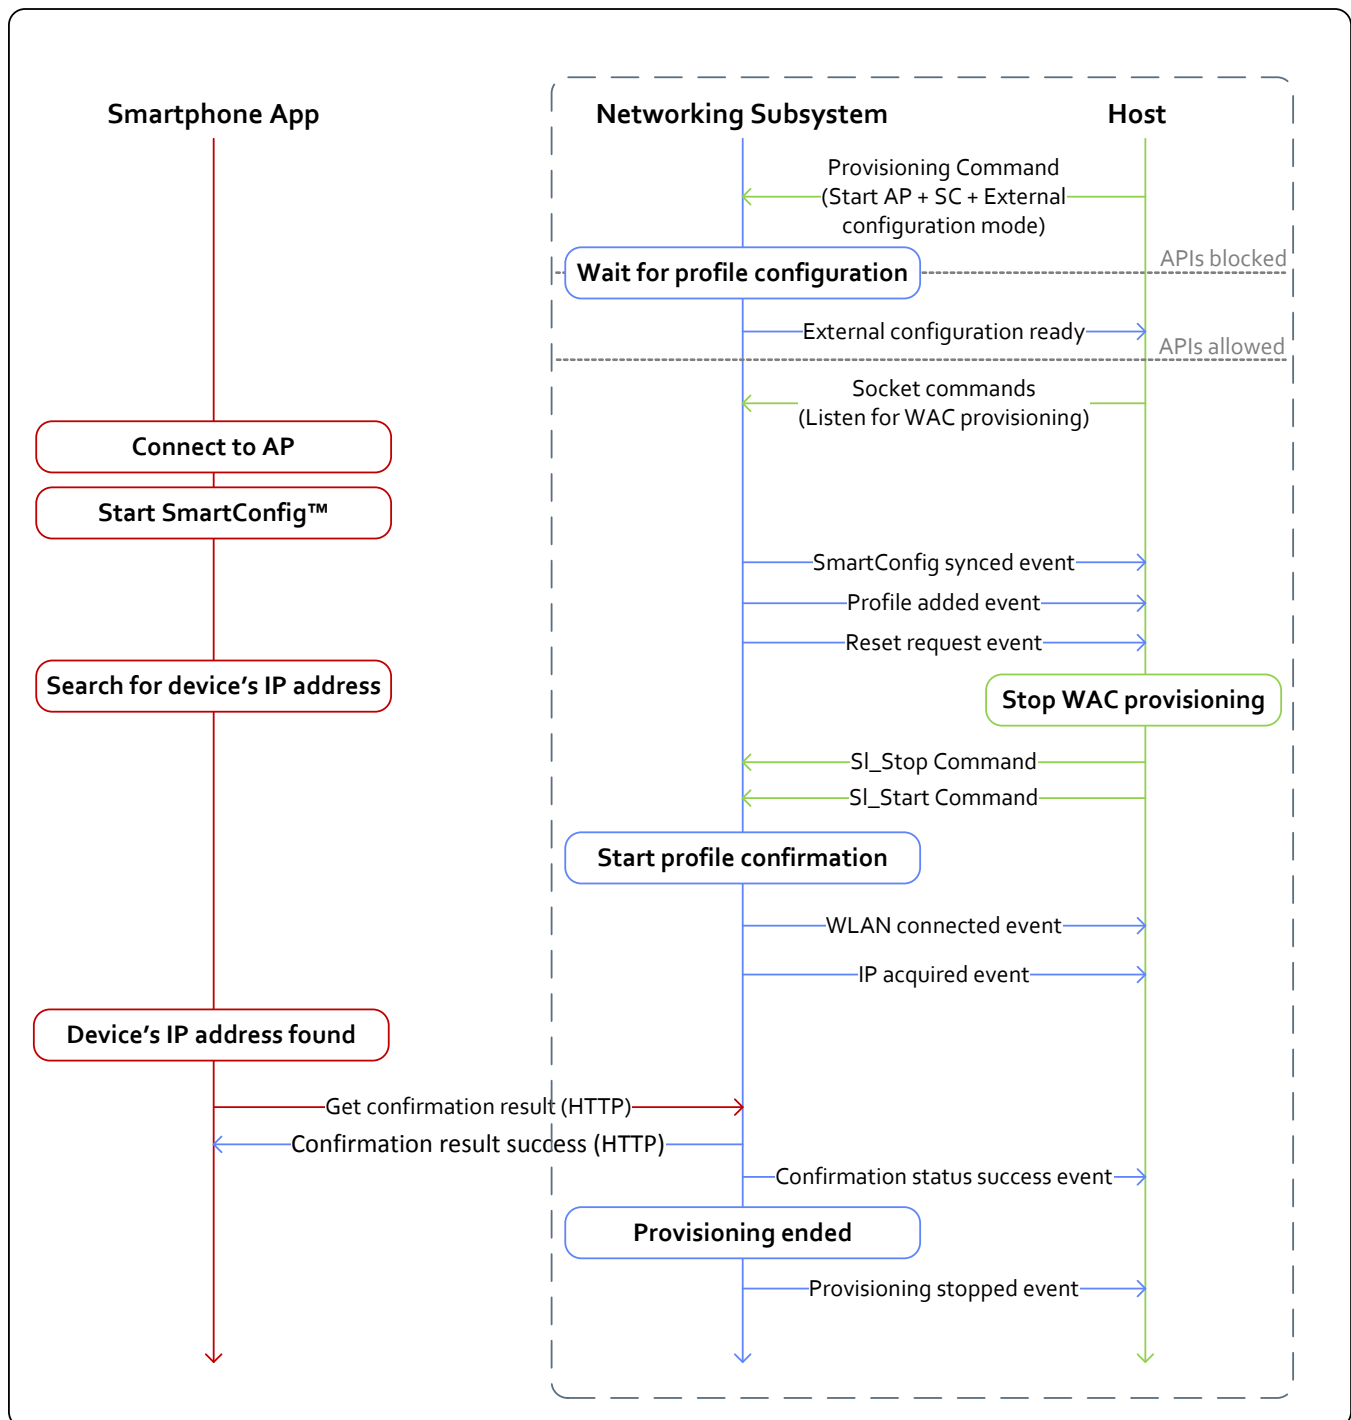 Smartphone App
Networking Subsystem
Host
Provisioning Command
(Start AP + SC + External
configuration mode)
APIs blocked
Wait for profile configuration
External configuration ready
APIs allowed
Socket commands
(Listen for WAC provisioning)
Connect to AP
Start SmartConfig™
SmartConfig synced event
Profile added event
Reset request event
Search for device’s IP address
Stop WAC provisioning
Sl_Stop Command
Sl_Start Command
Start profile confirmation
WLAN connected event
IP acquired event
Device’s IP address found
Get confirmation result (HTTP)
Confirmation result success (HTTP)
Confirmation status success event
Provisioning ended
Provisioning stopped event